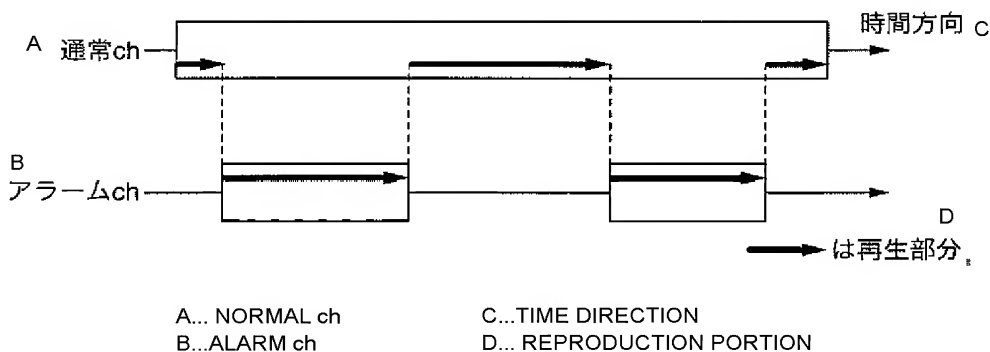 A 通常ch
時間方向 C
B
アラームch
D
は再生部分。
A... NORMAL ch
C...TIME DIRECTION
B...ALARM ch
D... REPRODUCTION PORTION